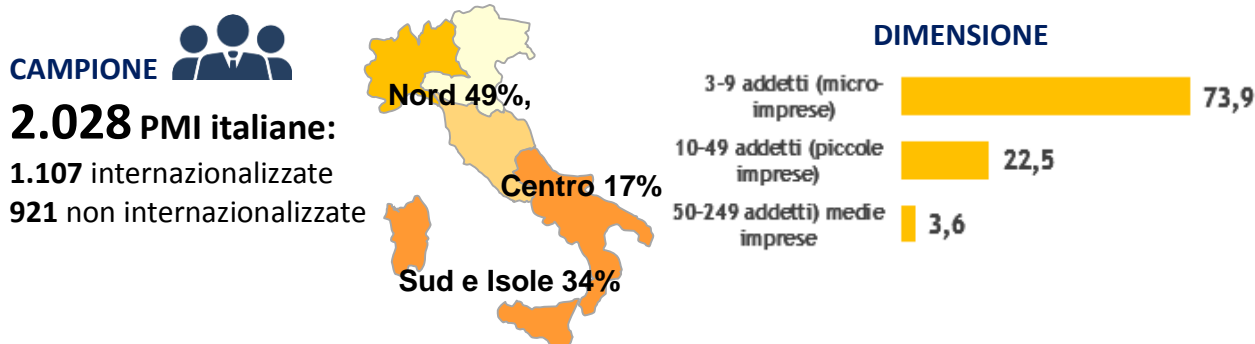 CAMPIONE
2.028 PMI italiane:
1.107 internazionalizzate
921 non internazionalizzate
Nord 49%,
Centro 17%
Sud e Isole 34%
DIMENSIONE
3-9 addetti (micro-
imprese)
73,9
10-49 addetti (piccole
imprese)
22,5
50-249 addetti) medie
imprese
3,6